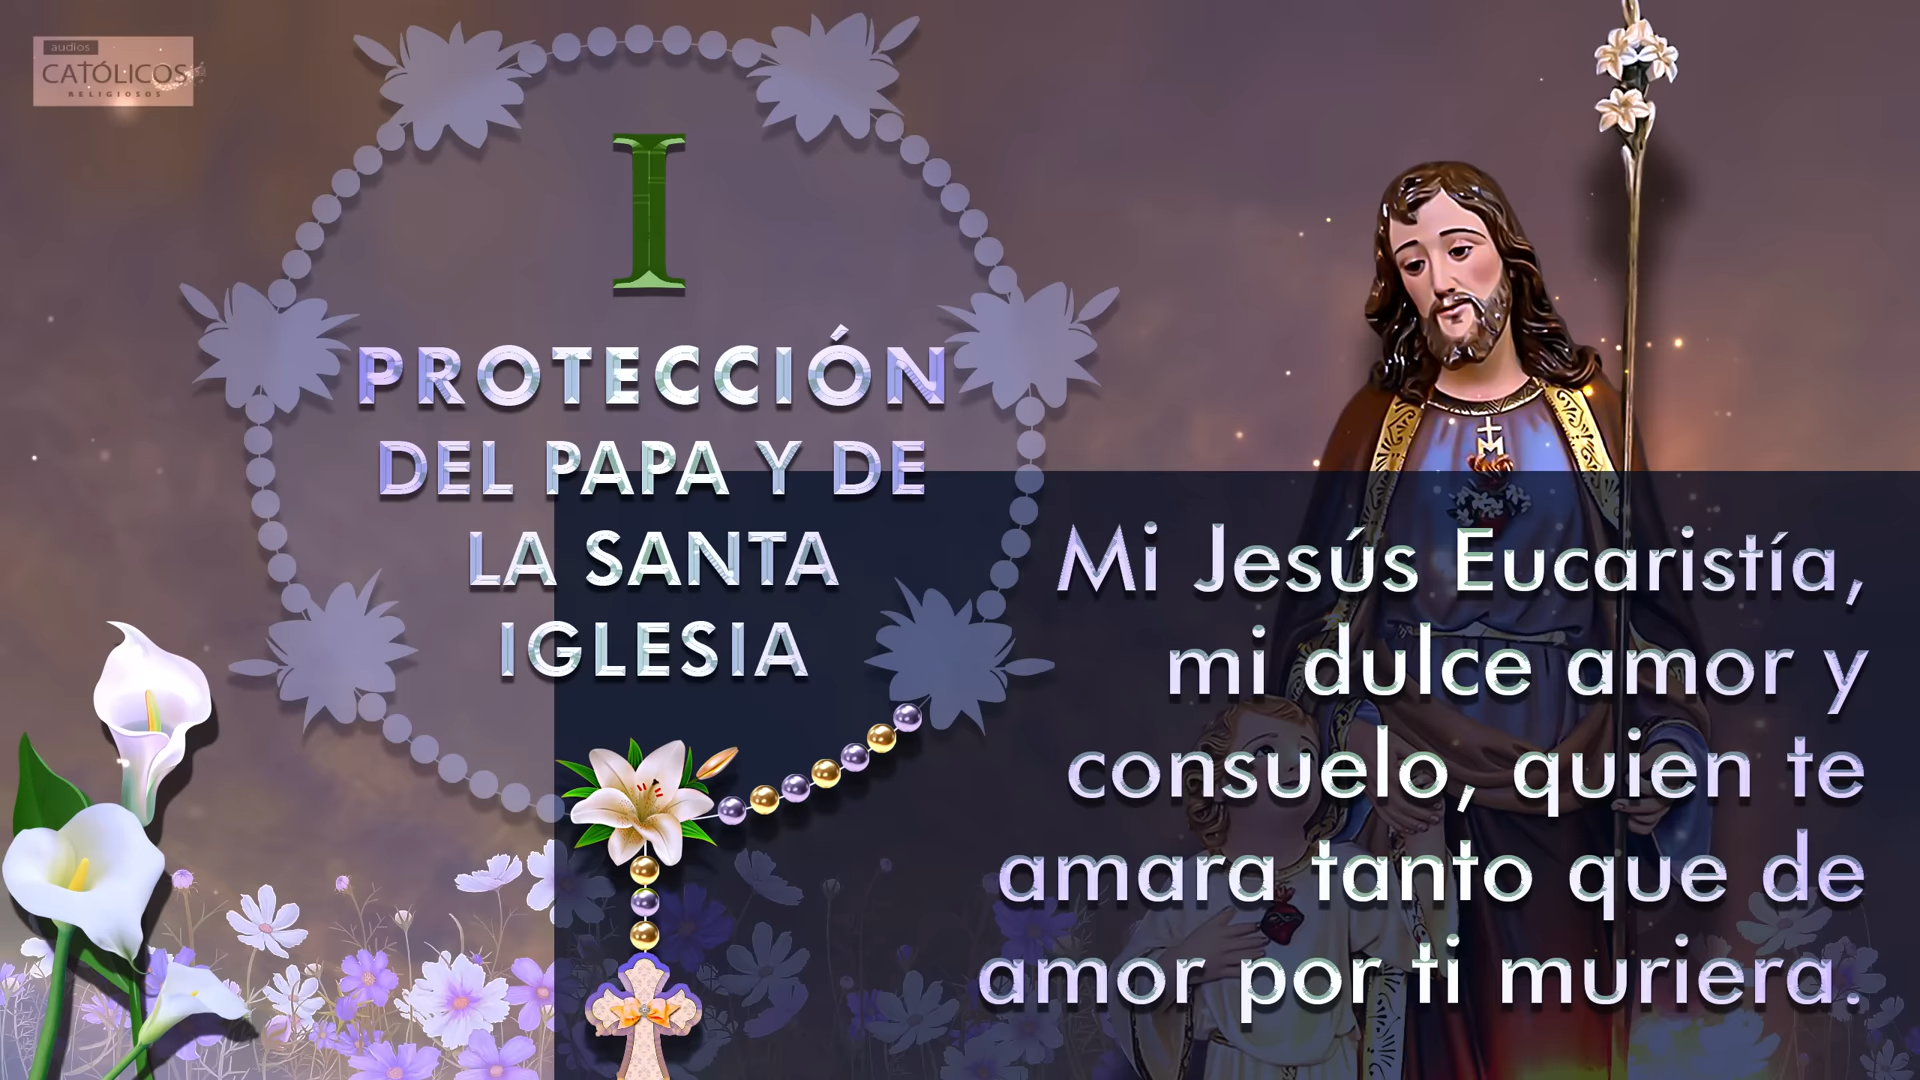 audios
CATÓLICOS
RELIGIOSOS
I
PROTECCIÓN
DEL PAPA Y DE
LA SANTA
IGLESIA
Mi Jesús Eucaristía,
mi dulce amor y
consuelo, quien te
amara tanto que de
amor por ti muriera.